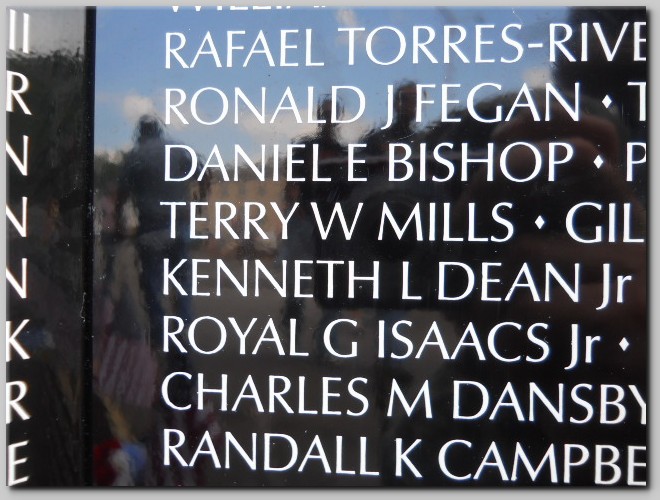 RAFAEL TORRES-RIVE
RONALD J FEGAN ♦ T
DANIEL E BISHOP ♦ P
TERRY W MILLS ♦ GIL
KENNETH L DEAN Jr
ROYAL G ISAACS Jr ♦
CHARLES M DANSBY
RANDALL K CAMPBE